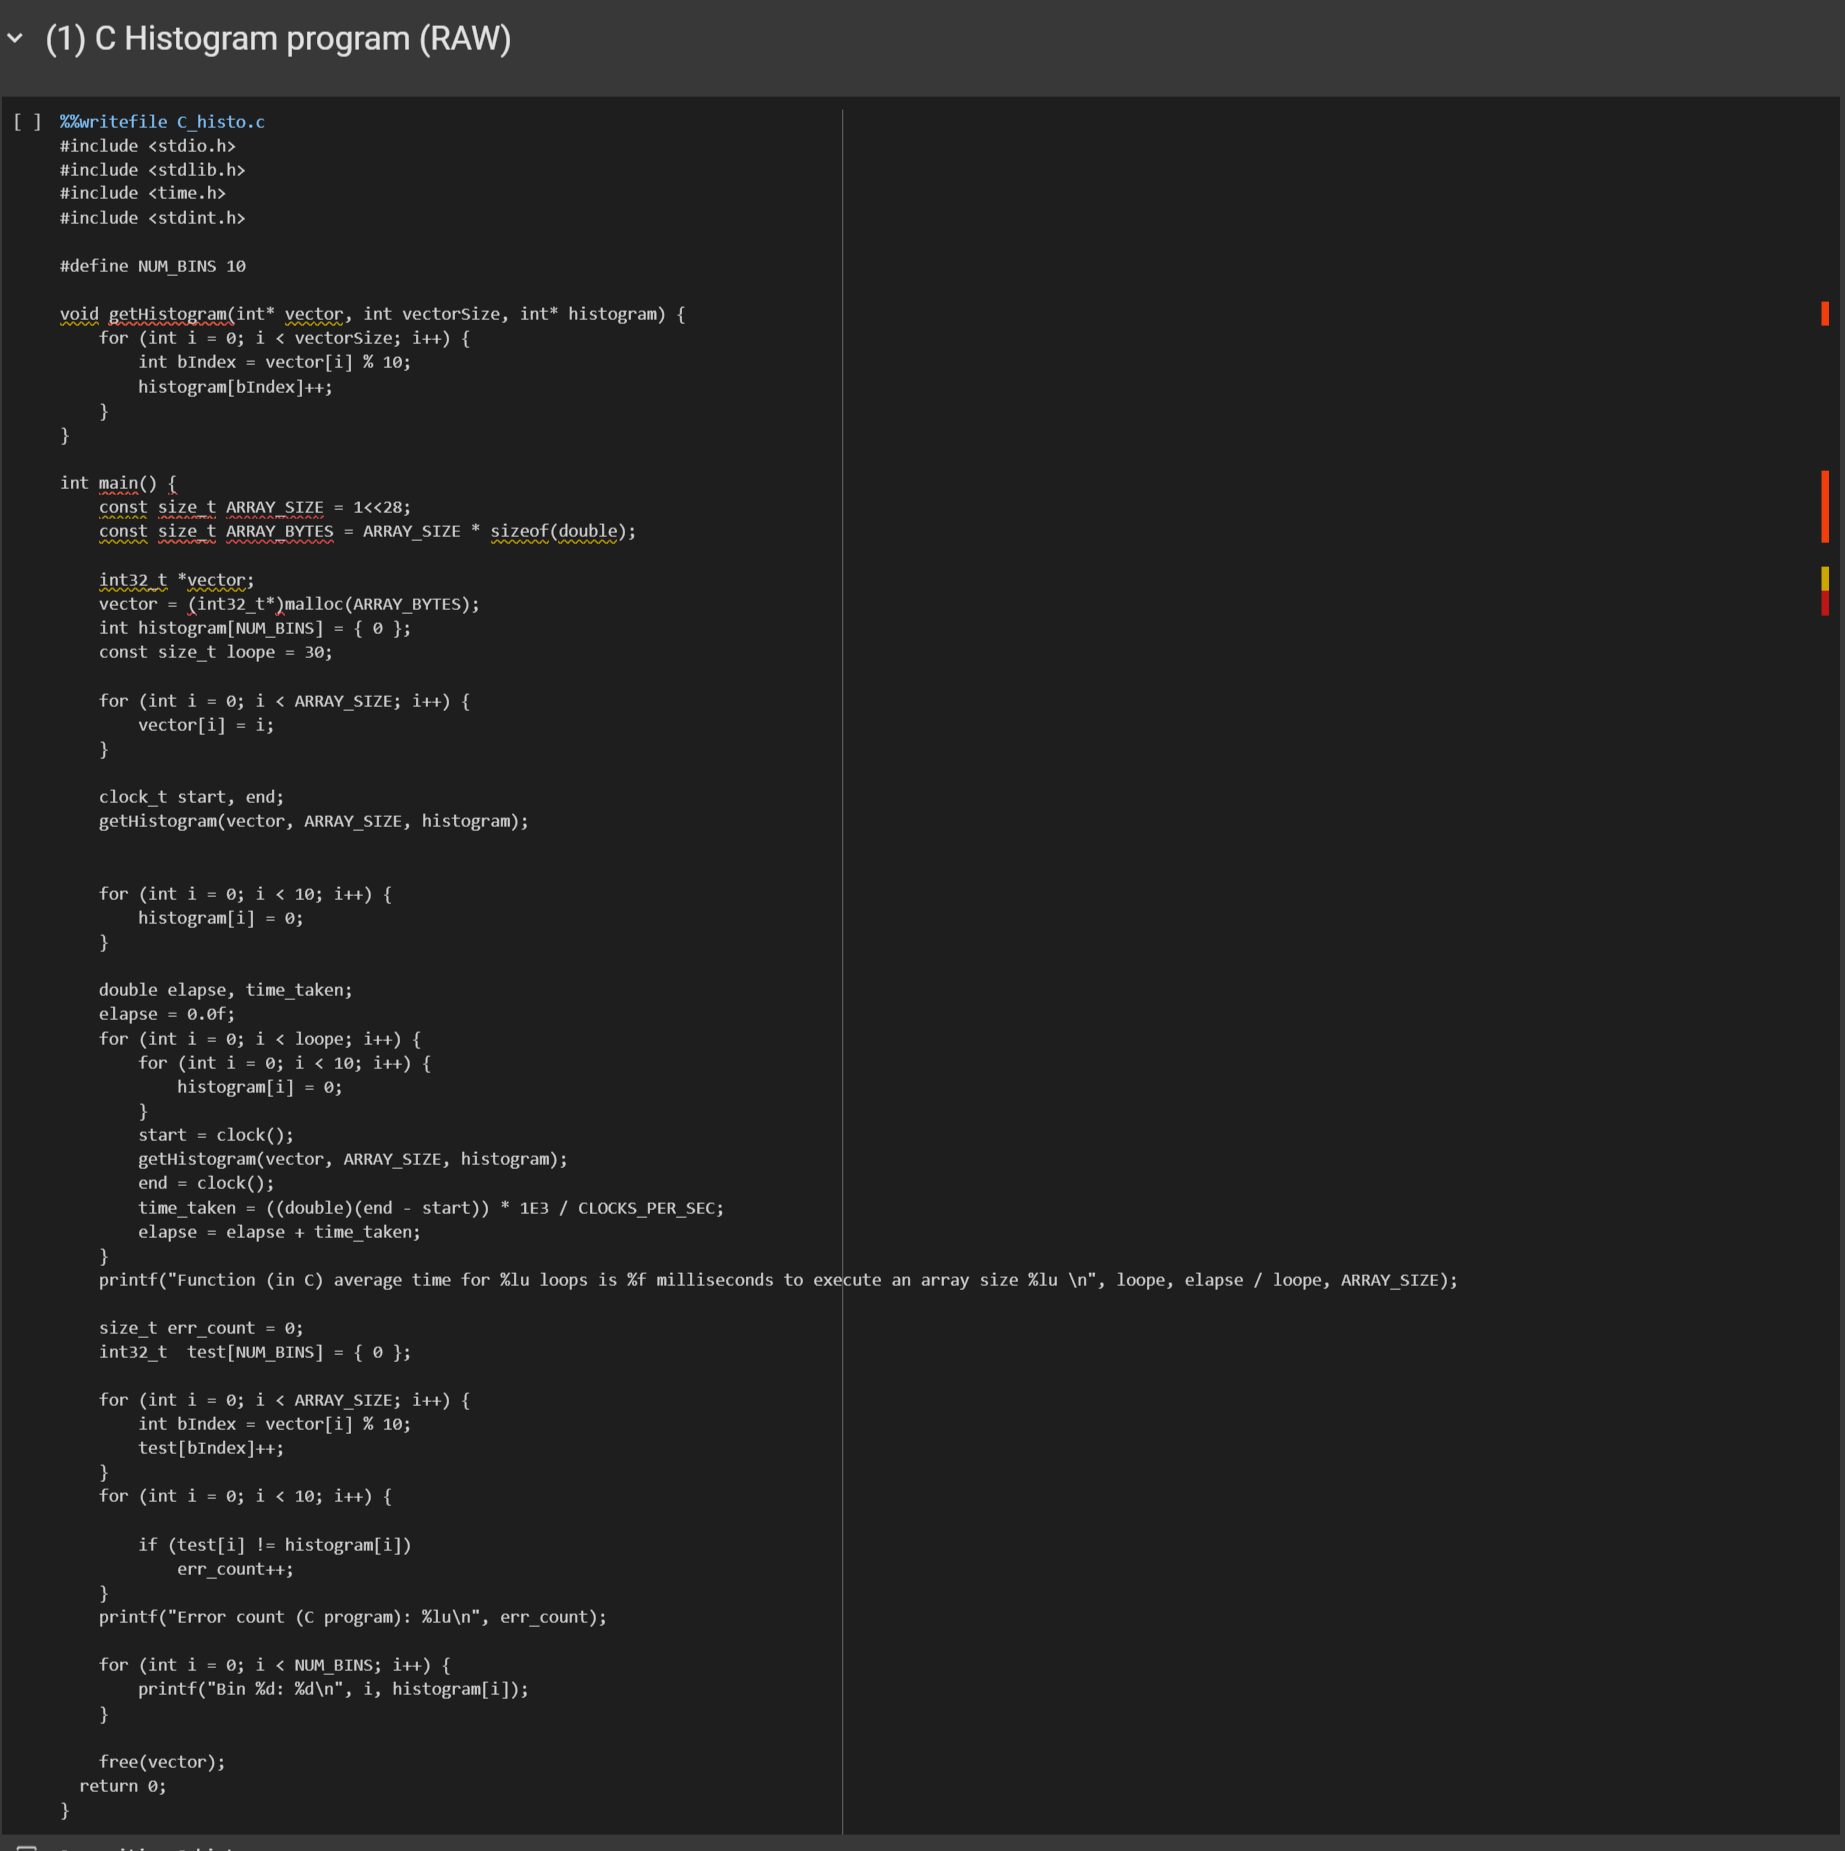 (1) C Histogram program (RAW)
[ ] %%writefile C_histo.c
#include <stdio.h>
#include <stdlib.h>
#include <time.h>
#include <stdint.h>
#define NUM_BINS 10
void getHistogram(int* vector, int vectorSize, int* histogram) {
for (int i = 0; i < vectorSize; i++) {
int bIndex = vector[i] % 10;
histogram[bIndex]++;
}
}
int main() {
const size_t ARRAY_SIZE = 1<<28;
const size_t ARRAY_BYTES = ARRAY_SIZE * sizeof(double);
int32_t *vector;
vector = (int32_t*)malloc(ARRAY_BYTES);
int histogram[NUM_BINS] = { 0 };
const size_t loope = 30;
for (int i = 0; i < ARRAY_SIZE; i++) {
vector[i] = i;
}
clock_t start, end;
getHistogram(vector, ARRAY_SIZE, histogram);
for (int i = 0; i < 10; i++) {
histogram[i] = 0;
}
double elapse, time_taken;
elapse = 0.0f;
for (int i = 0; i < loope; i++) {
for (int i = 0; i < 10; i++) {
histogram[i] = 0;
}
start = clock();
getHistogram(vector, ARRAY_SIZE, histogram);
end = clock();
time_taken = ((double)(end - start)) * 1E3 / CLOCKS_PER_SEC;
elapse = elapse + time_taken;
}
printf("Function (in C) average time for %lu loops is %f milliseconds to execute an array size %lu \n", loope, elapse / loope, ARRAY_SIZE);
size_t err_count = 0;
int32_t  test[NUM_BINS] = { 0 };
for (int i = 0; i < ARRAY_SIZE; i++) {
int bIndex = vector[i] % 10;
test[bIndex]++;
}
for (int i = 0; i < 10; i++) {
if (test[i] != histogram[i])
err_count++;
}
printf("Error count (C program): %lu\n", err_count);
for (int i = 0; i < NUM_BINS; i++) {
printf("Bin %d: %d\n", i, histogram[i]);
}
free(vector);
return 0;
}